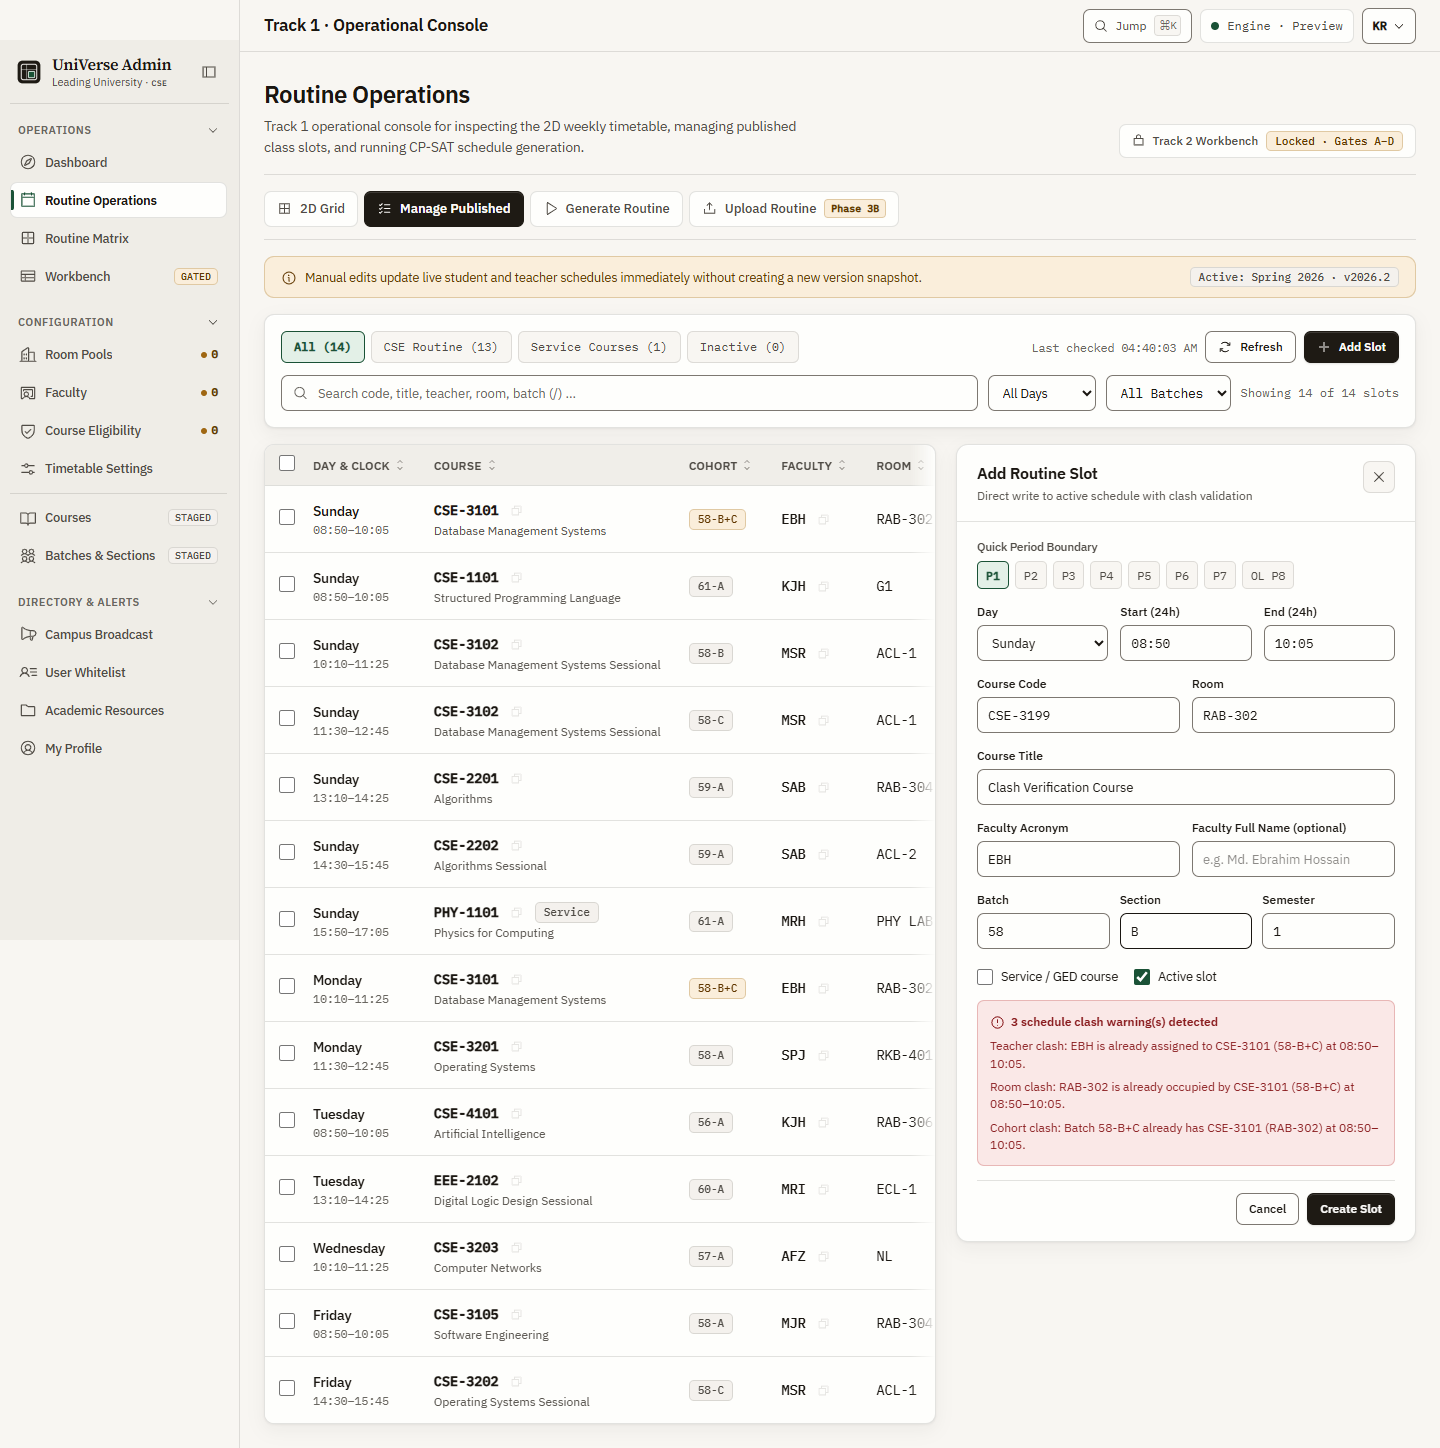 Track 1 · Operational Console
Jump ⌘K
Engine · Preview
KR
UniVerse Admin
Leading University · CSE
OPERATIONS
Dashboard
Routine Operations
Routine Matrix
Workbench GATED
CONFIGURATION
Room Pools 0
Faculty 0
Course Eligibility 0
Timetable Settings
Courses STAGED
Batches & Sections STAGED
DIRECTORY & ALERTS
Campus Broadcast
User Whitelist
Academic Resources
My Profile
Routine Operations
Track 1 operational console for inspecting the 2D weekly timetable, managing published
class slots, and running CP-SAT schedule generation.
Track 2 Workbench Locked · Gates A–D
2D Grid
Manage Published
Generate Routine
Upload Routine Phase 3B
Manual edits update live student and teacher schedules immediately without creating a new version snapshot.
Active: Spring 2026 · v2026.2
All (14)
CSE Routine (13)
Service Courses (1)
Inactive (0)
Last checked 04:40:03 AM
Refresh
Add Slot
Search code, title, teacher, room, batch (/) ...
All Days
All Batches
Showing 14 of 14 slots
DAY & CLOCK COURSE COHORT FACULTY ROOM
Sunday CSE-3101 58-B+C EBH RAB-302
08:50–10:05 Database Management Systems
Sunday CSE-1101 61-A KJH G1
08:50–10:05 Structured Programming Language
Sunday CSE-3102 58-B MSR ACL-1
10:10–11:25 Database Management Systems Sessional
Sunday CSE-3102 58-C MSR ACL-1
11:30–12:45 Database Management Systems Sessional
Sunday CSE-2201 59-A SAB RAB-304
13:10–14:25 Algorithms
Sunday CSE-2202 59-A SAB ACL-2
14:30–15:45 Algorithms Sessional
Sunday PHY-1101 Service 61-A MRH PHY LAB
15:50–17:05 Physics for Computing
Monday CSE-3101 58-B+C EBH RAB-302
10:10–11:25 Database Management Systems
Monday CSE-3201 58-A SPJ RKB-401
11:30–12:45 Operating Systems
Tuesday CSE-4101 56-A KJH RAB-306
08:50–10:05 Artificial Intelligence
Tuesday EEE-2102 60-A MRI ECL-1
13:10–14:25 Digital Logic Design Sessional
Wednesday CSE-3203 57-A AFZ NL
10:10–11:25 Computer Networks
Friday CSE-3105 58-A MJR RAB-304
08:50–10:05 Software Engineering
Friday CSE-3202 58-C MSR ACL-1
14:30–15:45 Operating Systems Sessional
Add Routine Slot
Direct write to active schedule with clash validation
Quick Period Boundary
P1 P2 P3 P4 P5 P6 P7 OL P8
Day Start (24h) End (24h)
Sunday 08:50 10:05
Course Code Room
CSE-3199 RAB-302
Course Title
Clash Verification Course
Faculty Acronym Faculty Full Name (optional)
EBH e.g. Md. Ebrahim Hossain
Batch Section Semester
58 B 1
Service / GED course Active slot
3 schedule clash warning(s) detected
Teacher clash: EBH is already assigned to CSE-3101 (58-B+C) at 08:50–
10:05.
Room clash: RAB-302 is already occupied by CSE-3101 (58-B+C) at
08:50–10:05.
Cohort clash: Batch 58-B+C already has CSE-3101 (RAB-302) at 08:50–
10:05.
Cancel
Create Slot